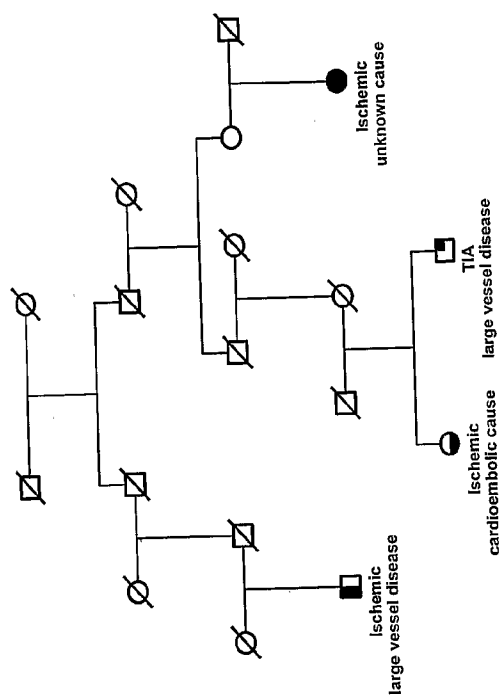 Ischemic
unknown cause
TIA
large vessel disease
Ischemic
cardioembolic cause
Ischemic
large vessel disease